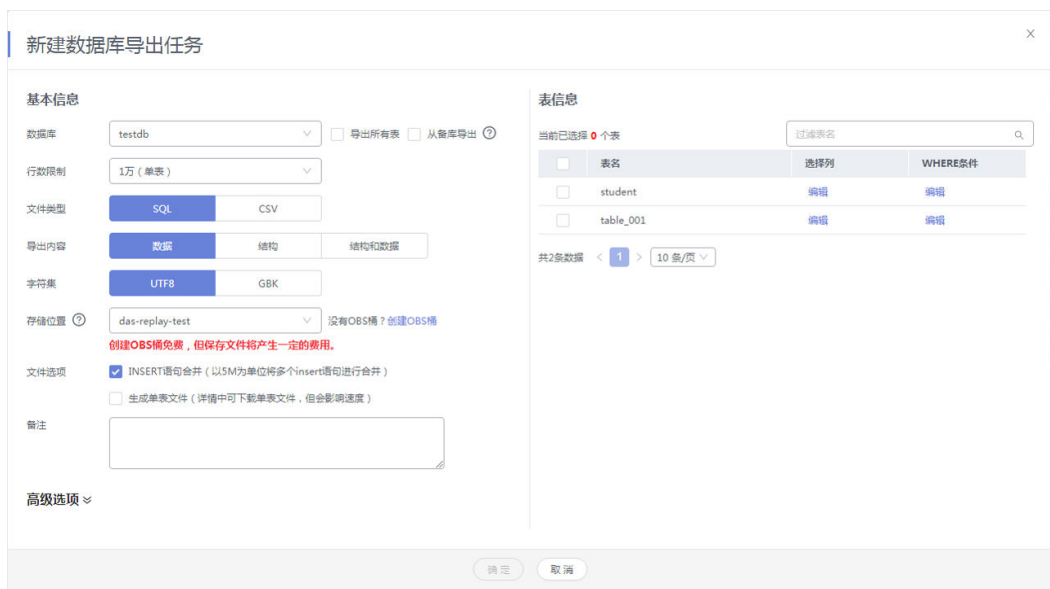 新建数据库导出任务
基本信息
数据库 testdb 导出所有表 从备库导出
行数限制 1万（单表）
文件类型 SQL CSV
导出内容 数据 结构 结构和数据
字符集 UTF8 GBK
存储位置 das-replay-test 没有OBS桶？创建OBS桶
创建OBS桶免费，但保存文件将产生一定的费用。
文件选项 INSERT语句合并（以5M为单位将多个insert语句进行合并）
生成单表文件（详情中可下载单表文件，但会影响速度）
备注
高级选项
表信息
当前已选择 0 个表 过滤表名
表名 选择列 WHERE条件
student 编辑 编辑
table_001 编辑 编辑
共2条数据 < 1 > 10 条/页
确定 取消